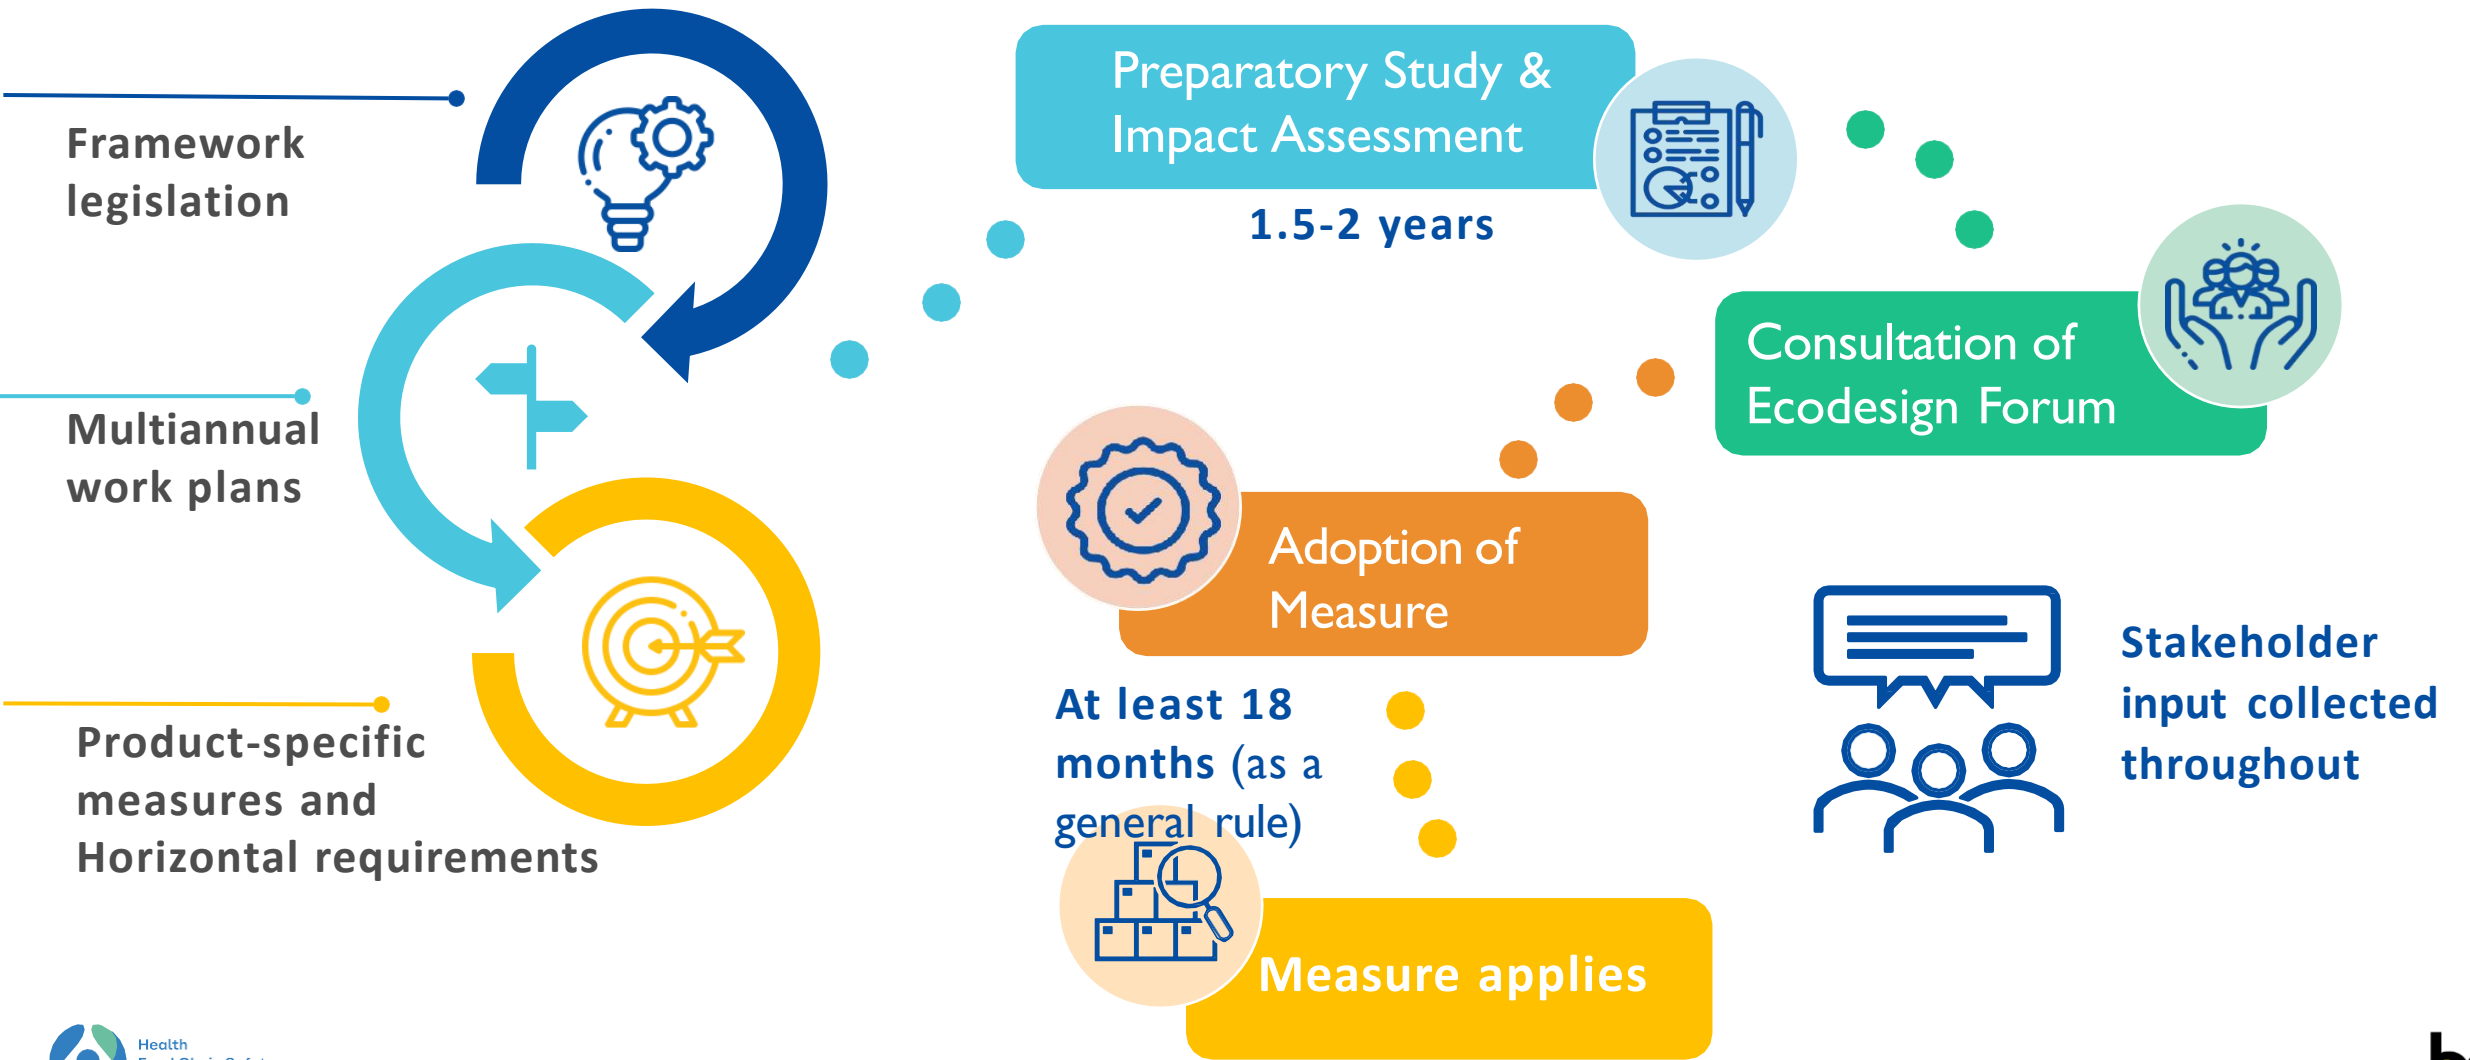 Framework
legislation
Multiannual
work plans
Product-specific
measures and
Horizontal requirements
Preparatory Study &
Impact Assessment
1.5-2 years
Consultation of
Ecodesign Forum
Adoption of
Measure
At least 18
months (as a
general rule)
Measure applies
Stakeholder
input collected
throughout
Health